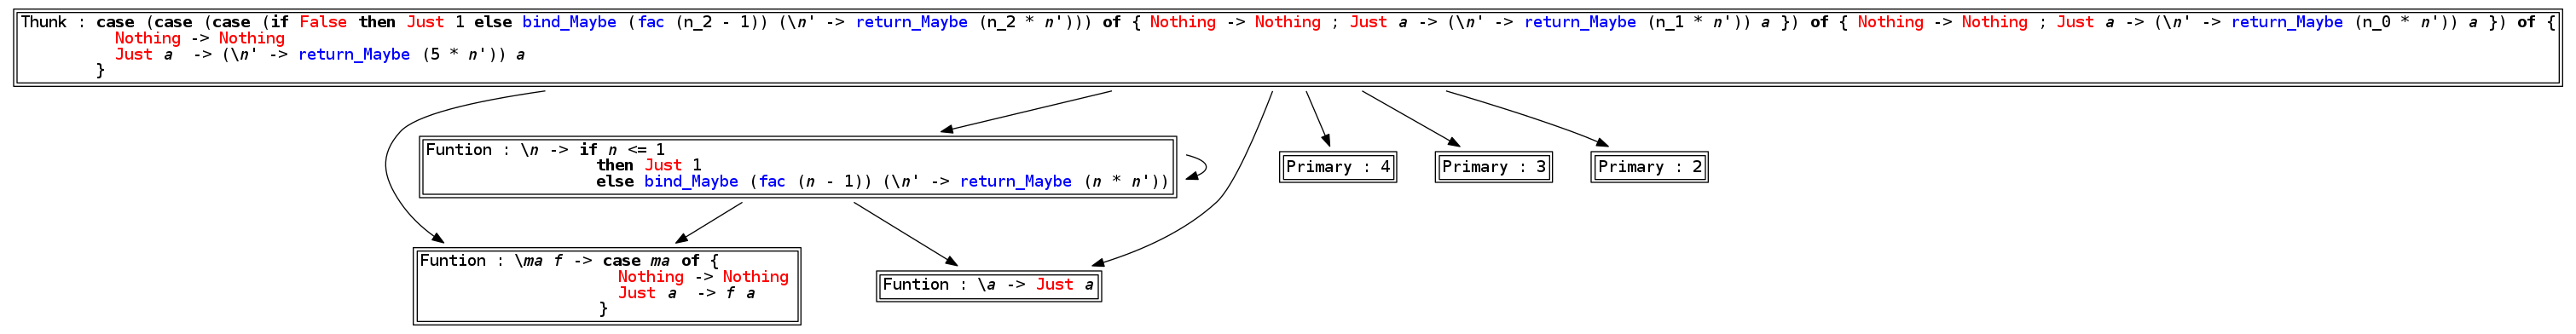 Thunk : case (case (case (if False then Just 1 else bind_Maybe (fac (n_2 - 1)) (\n' -> return_Maybe (n_2 * n'))) of { Nothing -> Nothing ; Just a -> (\n' -> return_Maybe (n_1 * n')) a }) of { Nothing -> Nothing ; Just a -> (\n' -> return_Maybe (n_0 * n')) a }) of {
Nothing -> Nothing
Just a  -> (\n' -> return_Maybe (5 * n')) a
}
Funtion : \n -> if n <= 1
then Just 1
else bind_Maybe (fac (n - 1)) (\n' -> return_Maybe (n * n'))
Primary : 4
Primary : 3
Primary : 2
Funtion : \ma f -> case ma of {
Nothing -> Nothing
Just a  -> f a
}
Funtion : \a -> Just a